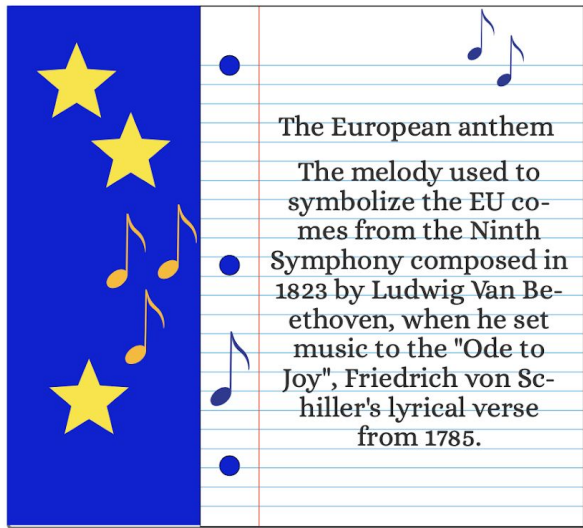 The European anthem
The melody used to
symbolize the EU co-
mes from the Ninth
Symphony composed in
1823 by Ludwig Van Be-
ethoven, when he set
music to the "Ode to
Joy", Friedrich von Sc-
hiller's lyrical verse
from 1785.